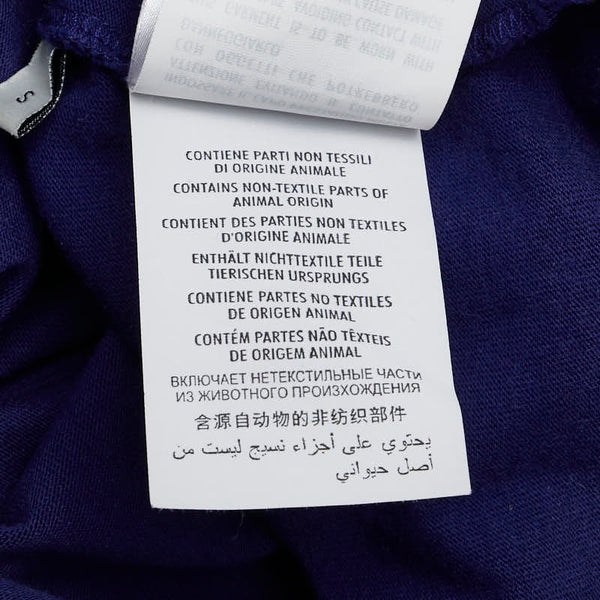 S
CONTIENE PARTI NON TESSILI
DI ORIGINE ANIMALE
CONTAINS NON-TEXTILE PARTS OF
ANIMAL ORIGIN
CONTIENT DES PARTIES NON TEXTILES
D'ORIGINE ANIMALE
ENTHÄLT NICHTTEXTILE TEILE
TIERISCHEN URSPRUNGS
CONTIENE PARTES NO TEXTILES
DE ORIGEN ANIMAL
CONTÉM PARTES NÃO TÊXTEIS
DE ORIGEM ANIMAL
ВКЛЮЧАЕТ НЕТЕКСТИЛЬНЫЕ ЧАСТИ
ИЗ ЖИВОТНОГО ПРОИЗХОЖДЕНИЯ
含源自动物的非纺织部件
يحتوي على أجزاء نسيج ليست من
أصل حيواني